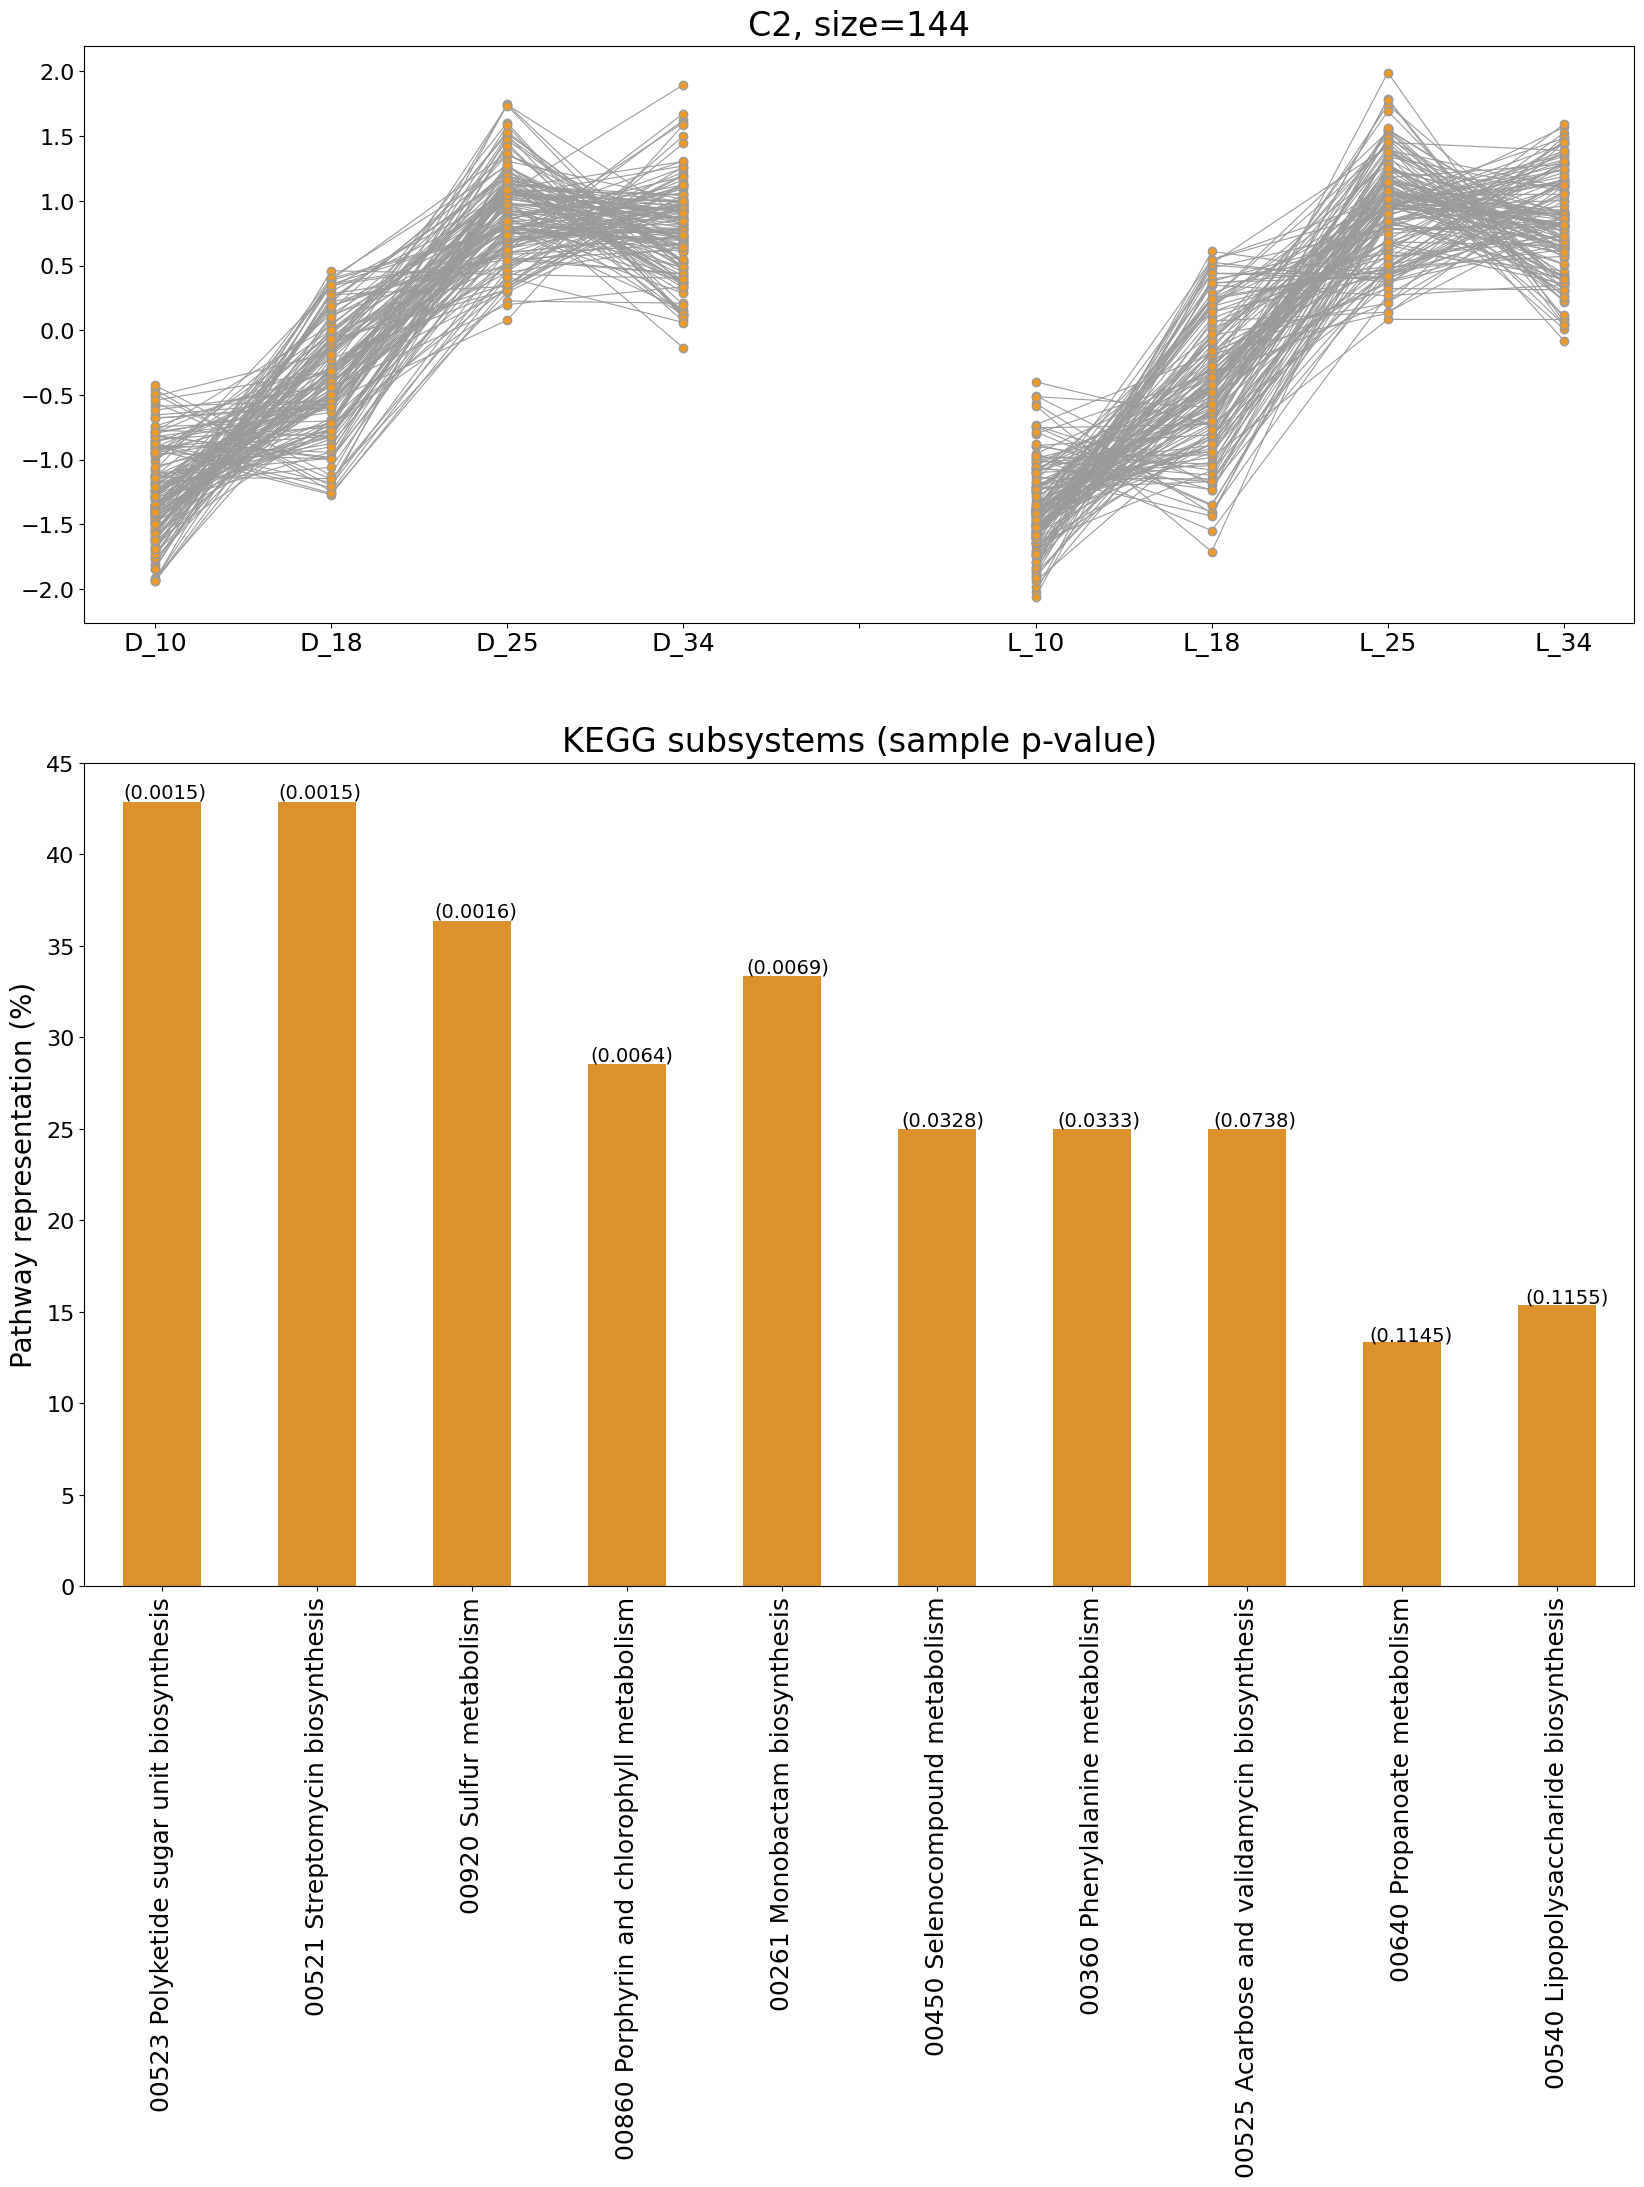 C2, size=144
2.0
1.5
1.0
0.5
0.0
−0.5
−1.0
−1.5
−2.0
D_10 D_18 D_25 D_34 L_10 L_18 L_25 L_34
KEGG subsystems (sample p-value)
Pathway representation (%)
45
40
35
30
25
20
15
10
5
0
(0.0015)
(0.0015)
(0.0016)
(0.0064)
(0.0069)
(0.0328)
(0.0333)
(0.0738)
(0.1145)
(0.1155)
00523 Polyketide sugar unit biosynthesis
00521 Streptomycin biosynthesis
00920 Sulfur metabolism
00860 Porphyrin and chlorophyll metabolism
00261 Monobactam biosynthesis
00450 Selenocompound metabolism
00360 Phenylalanine metabolism
00525 Acarbose and validamycin biosynthesis
00640 Propanoate metabolism
00540 Lipopolysaccharide biosynthesis